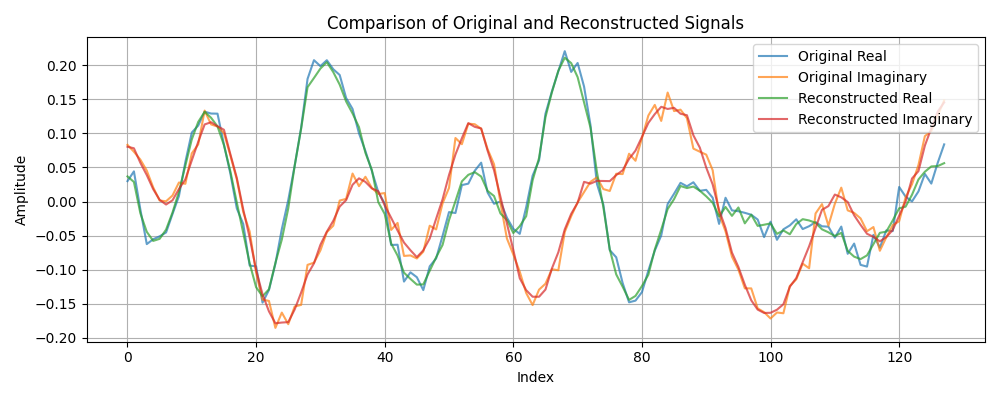 Comparison of Original and Reconstructed Signals
Original Real
Original Imaginary
Reconstructed Real
Reconstructed Imaginary
Amplitude
0.20
0.15
0.10
0.05
0.00
−0.05
−0.10
−0.15
−0.20
0 20 40 60 80 100 120
Index